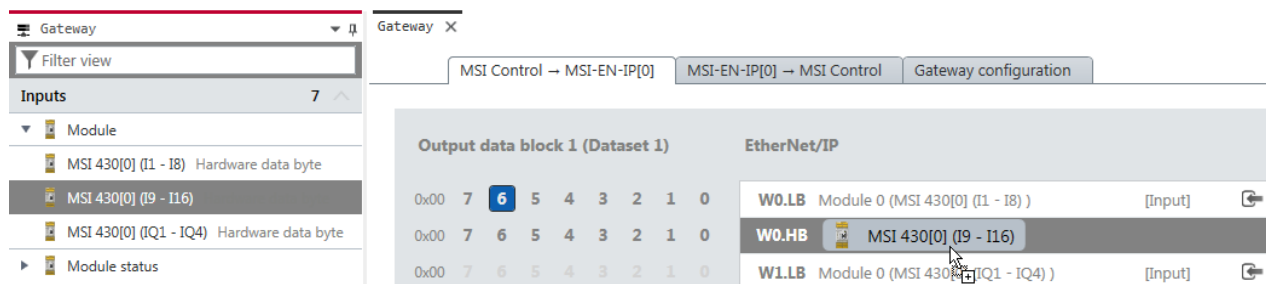 Gateway
Filter view
Inputs 7
Module
MSI 430[0] (I1 - I8) Hardware data byte
MSI 430[0] (I9 - I16)
MSI 430[0] (IQ1 - IQ4) Hardware data byte
Module status
Gateway
MSI Control → MSI-EN-IP[0] MSI-EN-IP[0] → MSI Control Gateway configuration
Output data block 1 (Dataset 1) EtherNet/IP
0x00 7 6 5 4 3 2 1 0 W0.LB Module 0 (MSI 430[0] (I1 - I8) ) [Input]
0x00 7 6 5 4 3 2 1 0 W0.HB MSI 430[0] (I9 - I16)
0x00 7 6 5 4 3 2 1 0 W1.LB Module 0 (MSI 430[0] (IQ1 - IQ4) ) [Input]